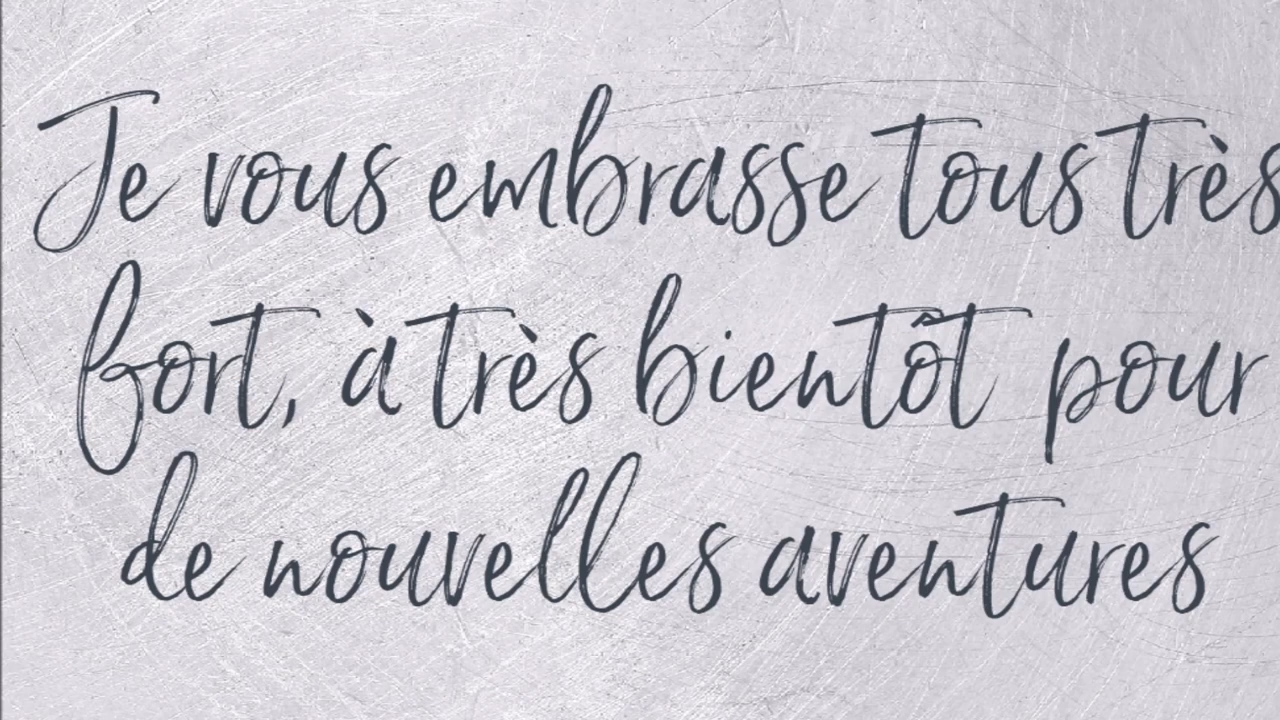 Je vous embrasse tous très
fort, à très bientôt pour
de nouvelles aventures